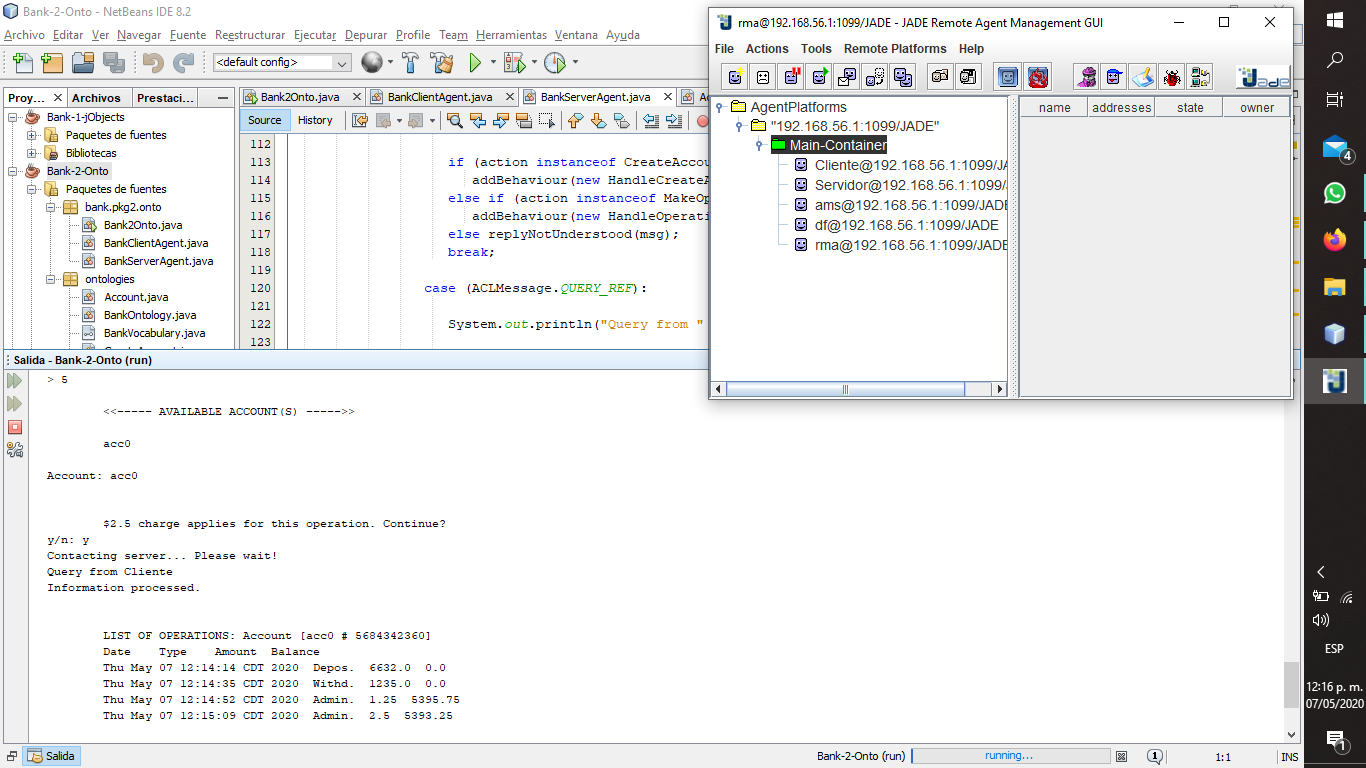 Bank-2-Onto - NetBeans IDE 8.2
Archivo Editar Ver Navegar Fuente Reestructurar Ejecutar Depurar Profile Team Herramientas Ventana Ayuda
<default config>
Proy... Archivos Prestaci...
Bank-1-jObjects
Paquetes de fuentes
Bibliotecas
Bank-2-Onto
Paquetes de fuentes
bank.pkg2.onto
Bank2Onto.java
BankClientAgent.java
BankServerAgent.java
ontologies
Account.java
BankOntology.java
BankVocabulary.java
Bank2Onto.java BankClientAgent.java BankServerAgent.java
Source History
112
113 if (action instanceof CreateAccou
114 addBehaviour(new HandleCreateA
115 else if (action instanceof MakeOp
116 addBehaviour(new HandleOperati
117 else replyNotUnderstood(msg);
118 break;
119
120 case (ACLMessage.QUERY_REF):
121
122 System.out.println("Query from "
123
rma@192.168.56.1:1099/JADE - JADE Remote Agent Management GUI
File Actions Tools Remote Platforms Help
Jade
AgentPlatforms
"192.168.56.1:1099/JADE"
Main-Container
Cliente@192.168.56.1:1099/JA
Servidor@192.168.56.1:1099/
ams@192.168.56.1:1099/JADE
df@192.168.56.1:1099/JADE
rma@192.168.56.1:1099/JADE
name addresses state owner
Salida - Bank-2-Onto (run)
> 5
<<----- AVAILABLE ACCOUNT(S) ----->>
acc0
Account: acc0
$2.5 charge applies for this operation. Continue?
y/n: y
Contacting server... Please wait!
Query from Cliente
Information processed.
LIST OF OPERATIONS: Account [acc0 # 5684342360]
Date Type Amount Balance
Thu May 07 12:14:14 CDT 2020 Depos. 6632.0 0.0
Thu May 07 12:14:35 CDT 2020 Withd. 1235.0 0.0
Thu May 07 12:14:52 CDT 2020 Admin. 1.25 5395.75
Thu May 07 12:15:09 CDT 2020 Admin. 2.5 5393.25
Salida
Bank-2-Onto (run) running... 1 1:1 INS
4
ESP
12:16 p. m.
07/05/2020
1